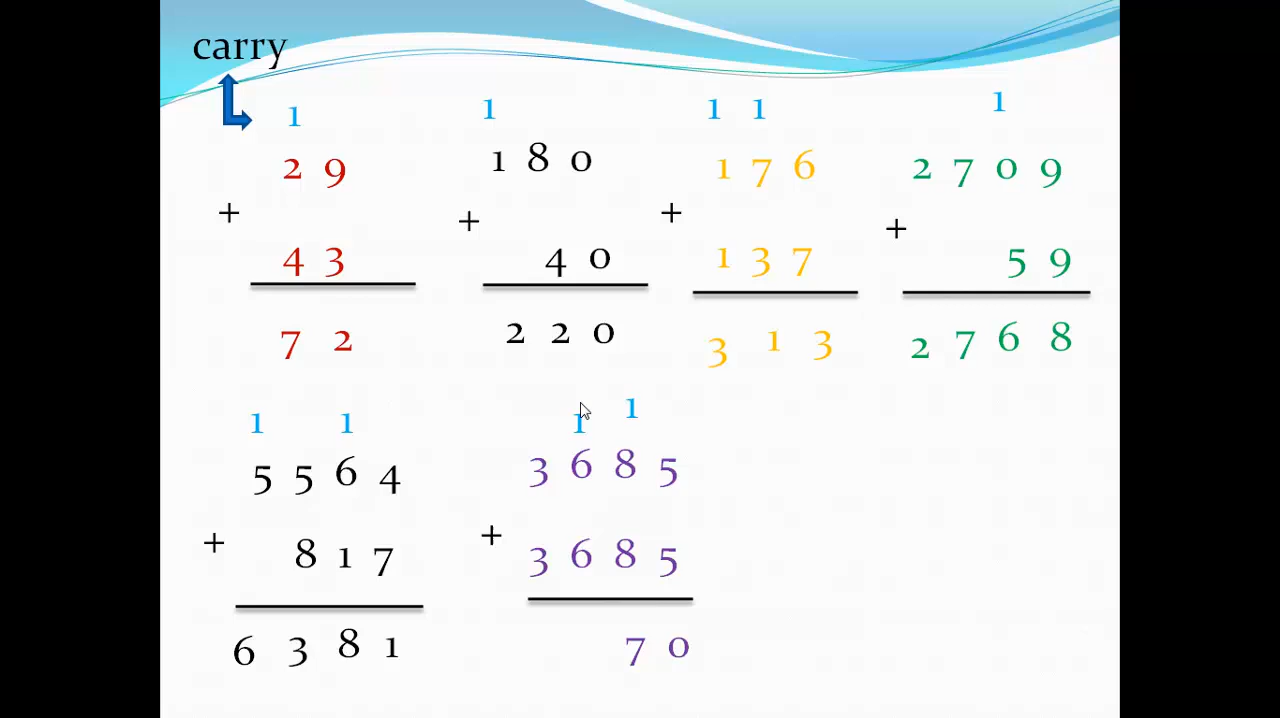 carry
1 1 1 1 1
2 9 1 8 0 1 7 6 2 7 0 9
+ + + +
4 3 4 0 1 3 7 5 9
7 2 2 2 0 3 1 3 2 7 6 8
1 1 1 1
5 5 6 4 3 6 8 5
+ 8 1 7 + 3 6 8 5
6 3 8 1 7 0